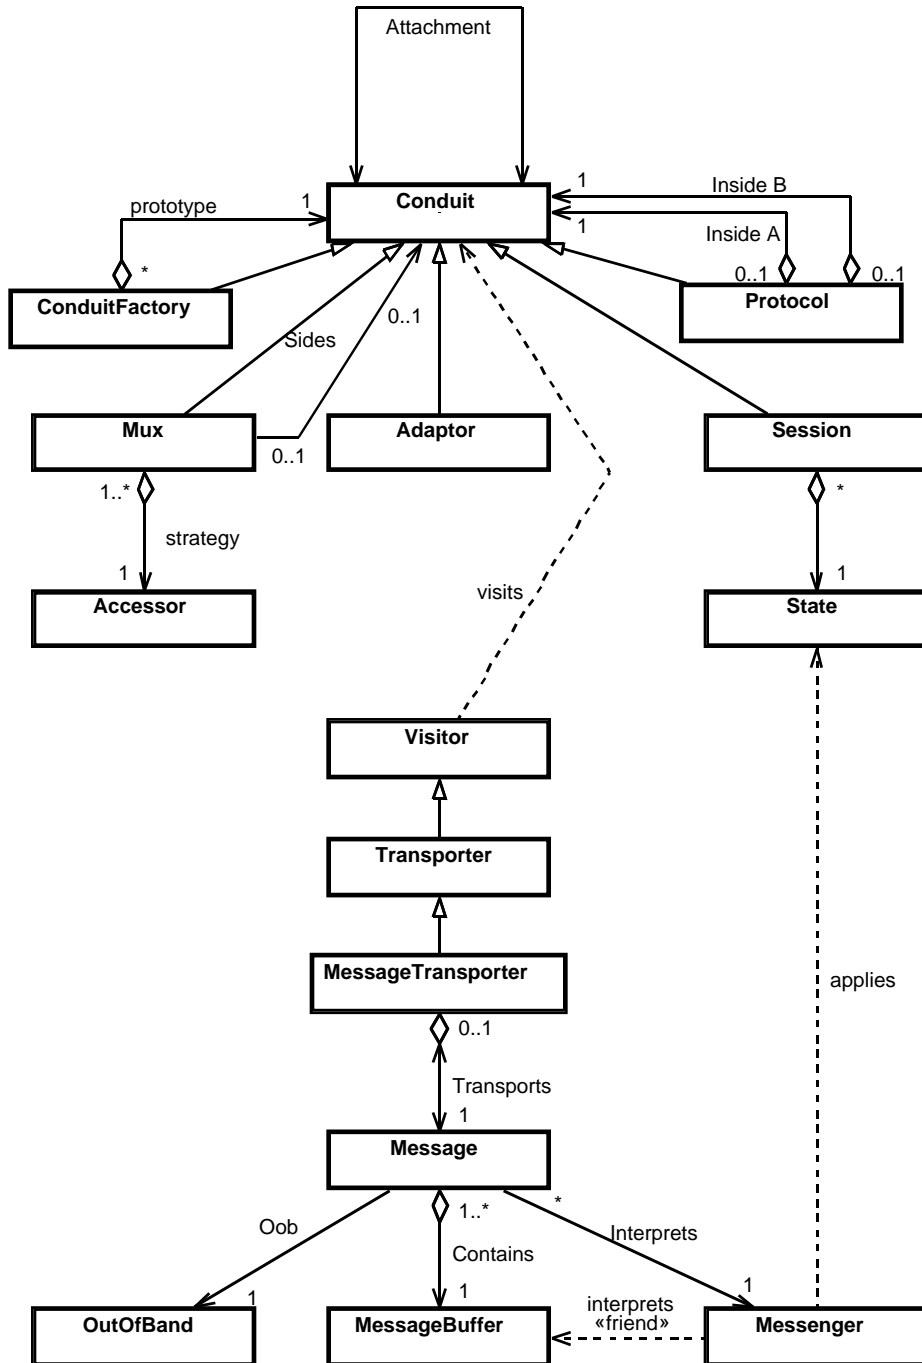 Attachment
Conduit
1
Inside B
prototype
1
1
Inside A
*
0..1
0..1
ConduitFactory
Protocol
0..1
Sides
Mux
Adaptor
Session
0..1
1..*
*
strategy
1
1
visits
Accessor
State
Visitor
Transporter
MessageTransporter
applies
0..1
Transports
1
Message
*
1..*
Oob
Interprets
Contains
1
1
1
interprets
«friend»
OutOfBand
MessageBuffer
Messenger